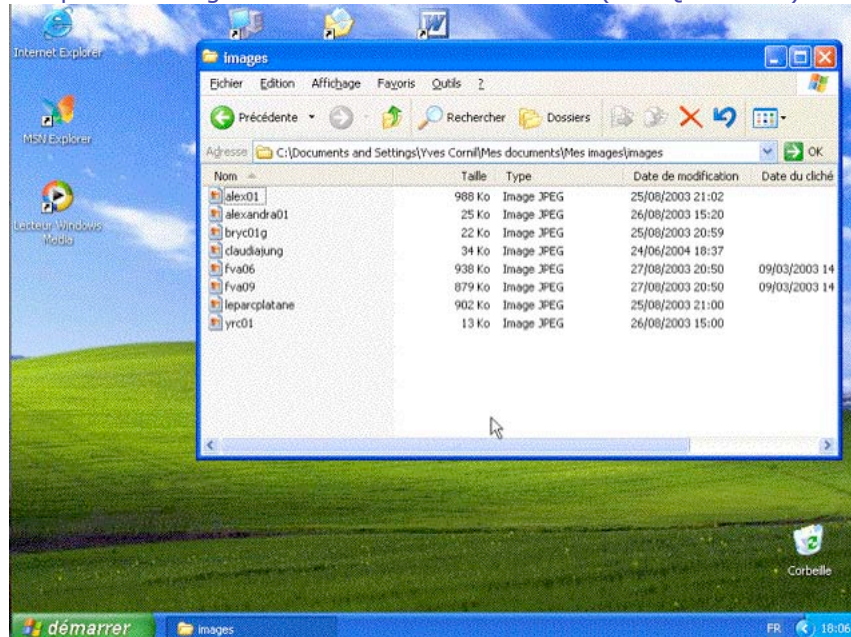 Internet Explorer
MSN Explorer
Lecteur Windows
Media
images
Fichier Edition Affichage Favoris Outils ?
Précédente Rechercher Dossiers
Adresse C:\Documents and Settings\Yves Cornil\Mes documents\Mes images\images OK
Nom Taille Type Date de modification Date du cliché
alex01 988 Ko Image JPEG 25/08/2003 21:02
alexandra01 25 Ko Image JPEG 26/08/2003 15:20
bryc01g 22 Ko Image JPEG 25/08/2003 20:59
claudiajung 34 Ko Image JPEG 24/06/2004 18:37
fva06 938 Ko Image JPEG 27/08/2003 20:50 09/03/2003 14
fva09 879 Ko Image JPEG 27/08/2003 20:50 09/03/2003 14
leparcplatane 902 Ko Image JPEG 25/08/2003 21:00
yrc01 13 Ko Image JPEG 26/08/2003 15:00
Corbeille
démarrer images FR 18:06